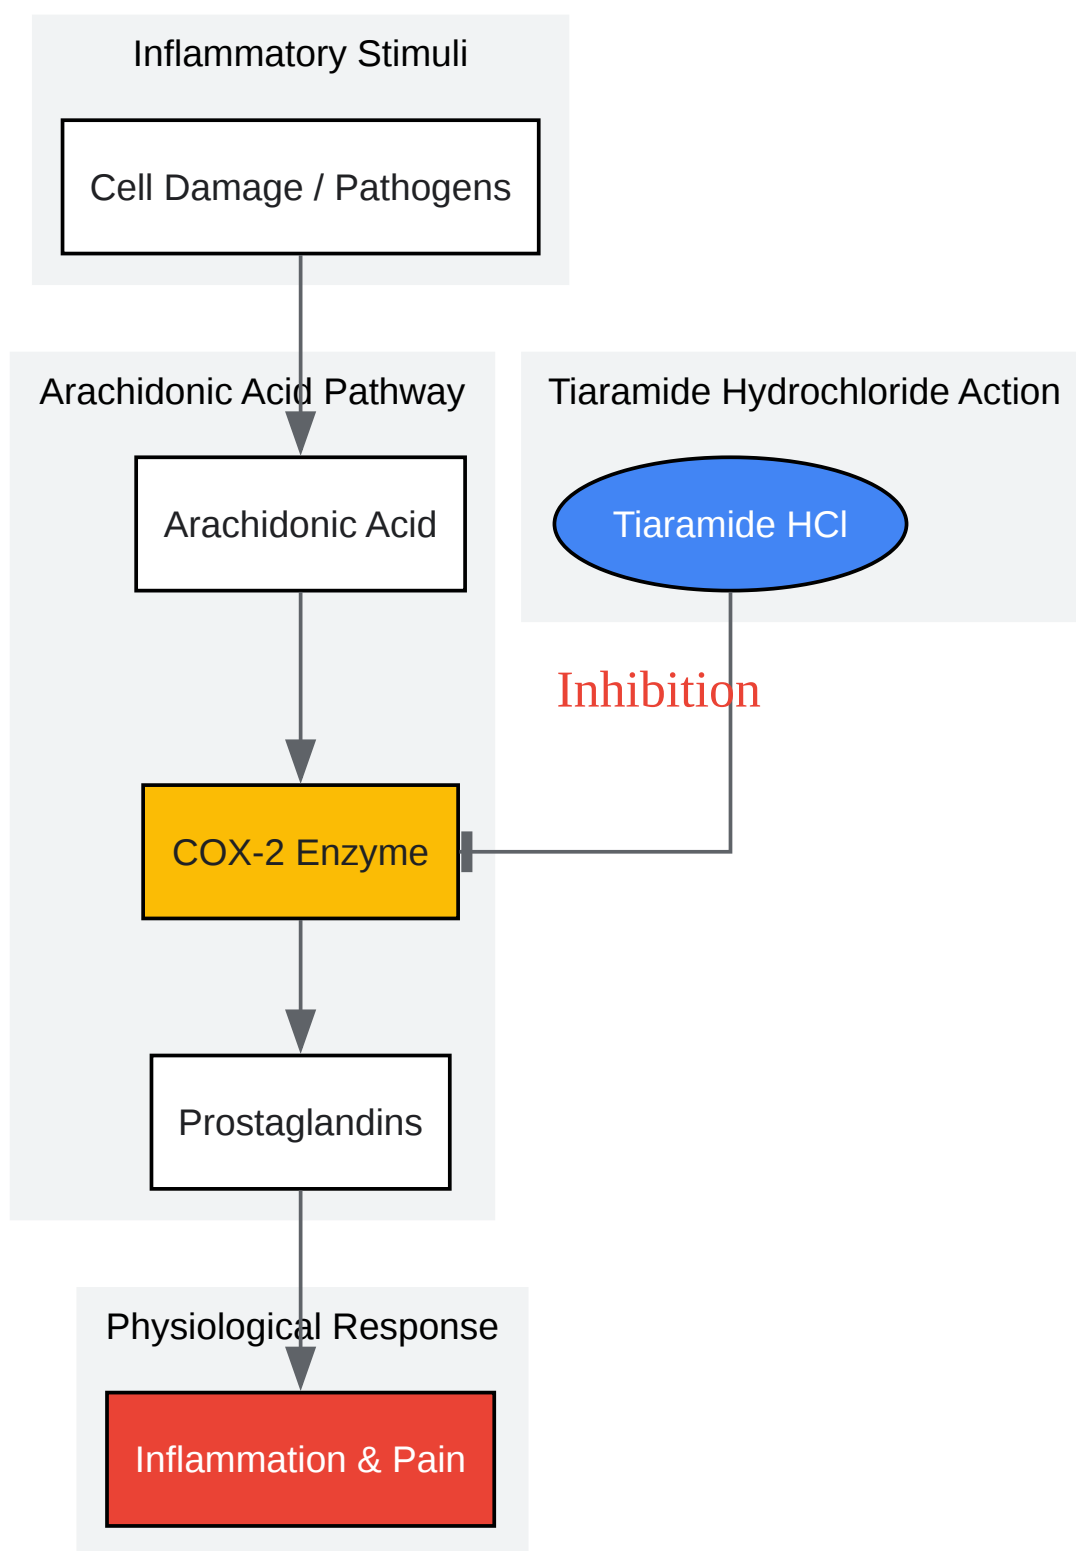 Inflammatory Stimuli
Cell Damage / Pathogens
Arachidonic Acid Pathway
Tiaramide Hydrochloride Action
Arachidonic Acid
Tiaramide HCl
Inhibition
COX-2 Enzyme
Prostaglandins
Physiological Response
Inflammation & Pain